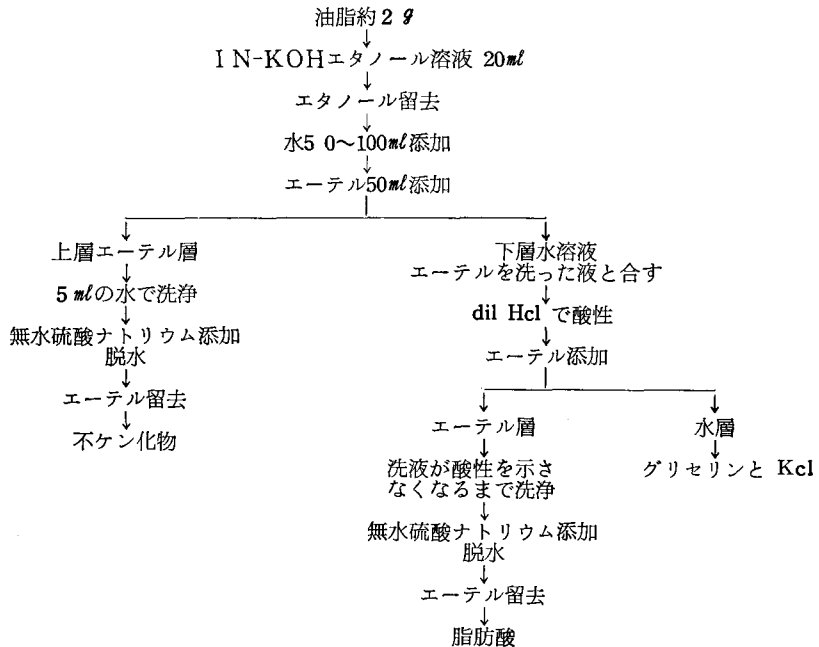 油脂約2g
IN-KOHエタノール溶液 20ml
エタノール留去
水50~100ml添加
エーテル50ml添加
上層エーテル層
5mlの水で洗浄
無水硫酸ナトリウム添加
脱水
エーテル留去
不ケン化物
下層水溶液
エーテルを洗った液と合す
dil Hcl で酸性
エーテル添加
エーテル層
洗液が酸性を示さ
なくなるまで洗浄
無水硫酸ナトリウム添加
脱水
エーテル留去
脂肪酸
水層
グリセリンと Kcl